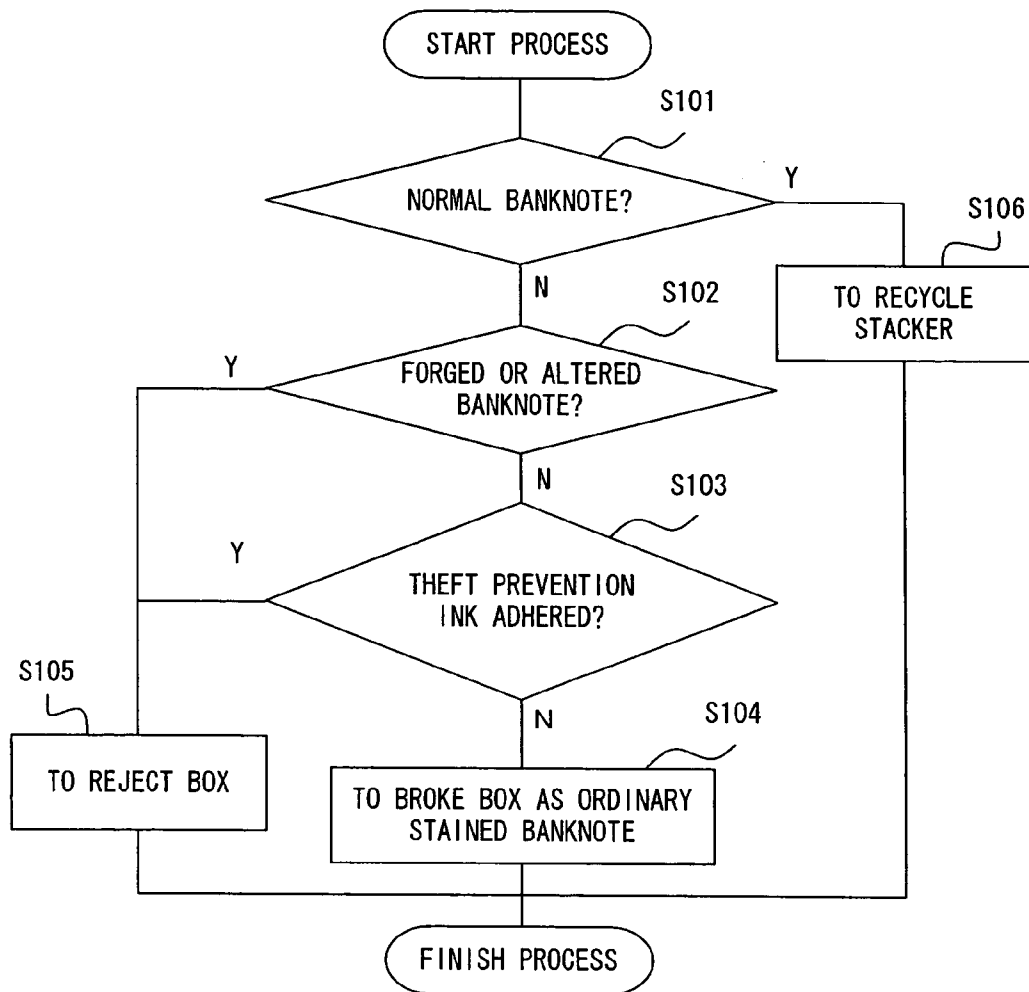 START PROCESS
S101
NORMAL BANKNOTE?
Y
S106
N
S102
TO RECYCLE
STACKER
Y
FORGED OR ALTERED
BANKNOTE?
N
S103
Y
THEFT PREVENTION
INK ADHERED?
S105
N
S104
TO REJECT BOX
TO BROKE BOX AS ORDINARY
STAINED BANKNOTE
FINISH PROCESS